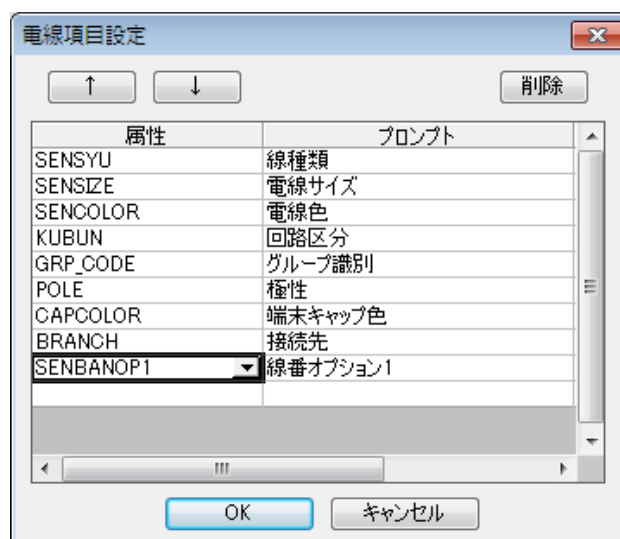 電線項目設定
↑ ↓ 削除
属性 プロンプト
SENSYU 線種類
SENSIZE 電線サイズ
SENCOLOR 電線色
KUBUN 回路区分
GRP_CODE グループ識別
POLE 極性
CAPCOLOR 端末キャップ色
BRANCH 接続先
SENBANOP1 線番オプション1
OK キャンセル